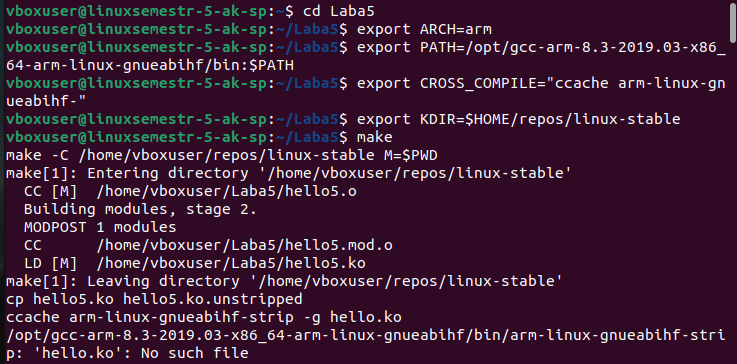 vboxuser@linuxsemestr-5-ak-sp:~$ cd Laba5
vboxuser@linuxsemestr-5-ak-sp:~/Laba5$ export ARCH=arm
vboxuser@linuxsemestr-5-ak-sp:~/Laba5$ export PATH=/opt/gcc-arm-8.3-2019.03-x86_
64-arm-linux-gnueabihf/bin:$PATH
vboxuser@linuxsemestr-5-ak-sp:~/Laba5$ export CROSS_COMPILE="ccache arm-linux-gn
ueabihf-"
vboxuser@linuxsemestr-5-ak-sp:~/Laba5$ export KDIR=$HOME/repos/linux-stable
vboxuser@linuxsemestr-5-ak-sp:~/Laba5$ make
make -C /home/vboxuser/repos/linux-stable M=$PWD
make[1]: Entering directory '/home/vboxuser/repos/linux-stable'
  CC [M]  /home/vboxuser/Laba5/hello5.o
  Building modules, stage 2.
  MODPOST 1 modules
  CC      /home/vboxuser/Laba5/hello5.mod.o
  LD [M]  /home/vboxuser/Laba5/hello5.ko
make[1]: Leaving directory '/home/vboxuser/repos/linux-stable'
cp hello5.ko hello5.ko.unstripped
ccache arm-linux-gnueabihf-strip -g hello.ko
/opt/gcc-arm-8.3-2019.03-x86_64-arm-linux-gnueabihf/bin/arm-linux-gnueabihf-stri
p: 'hello.ko': No such file